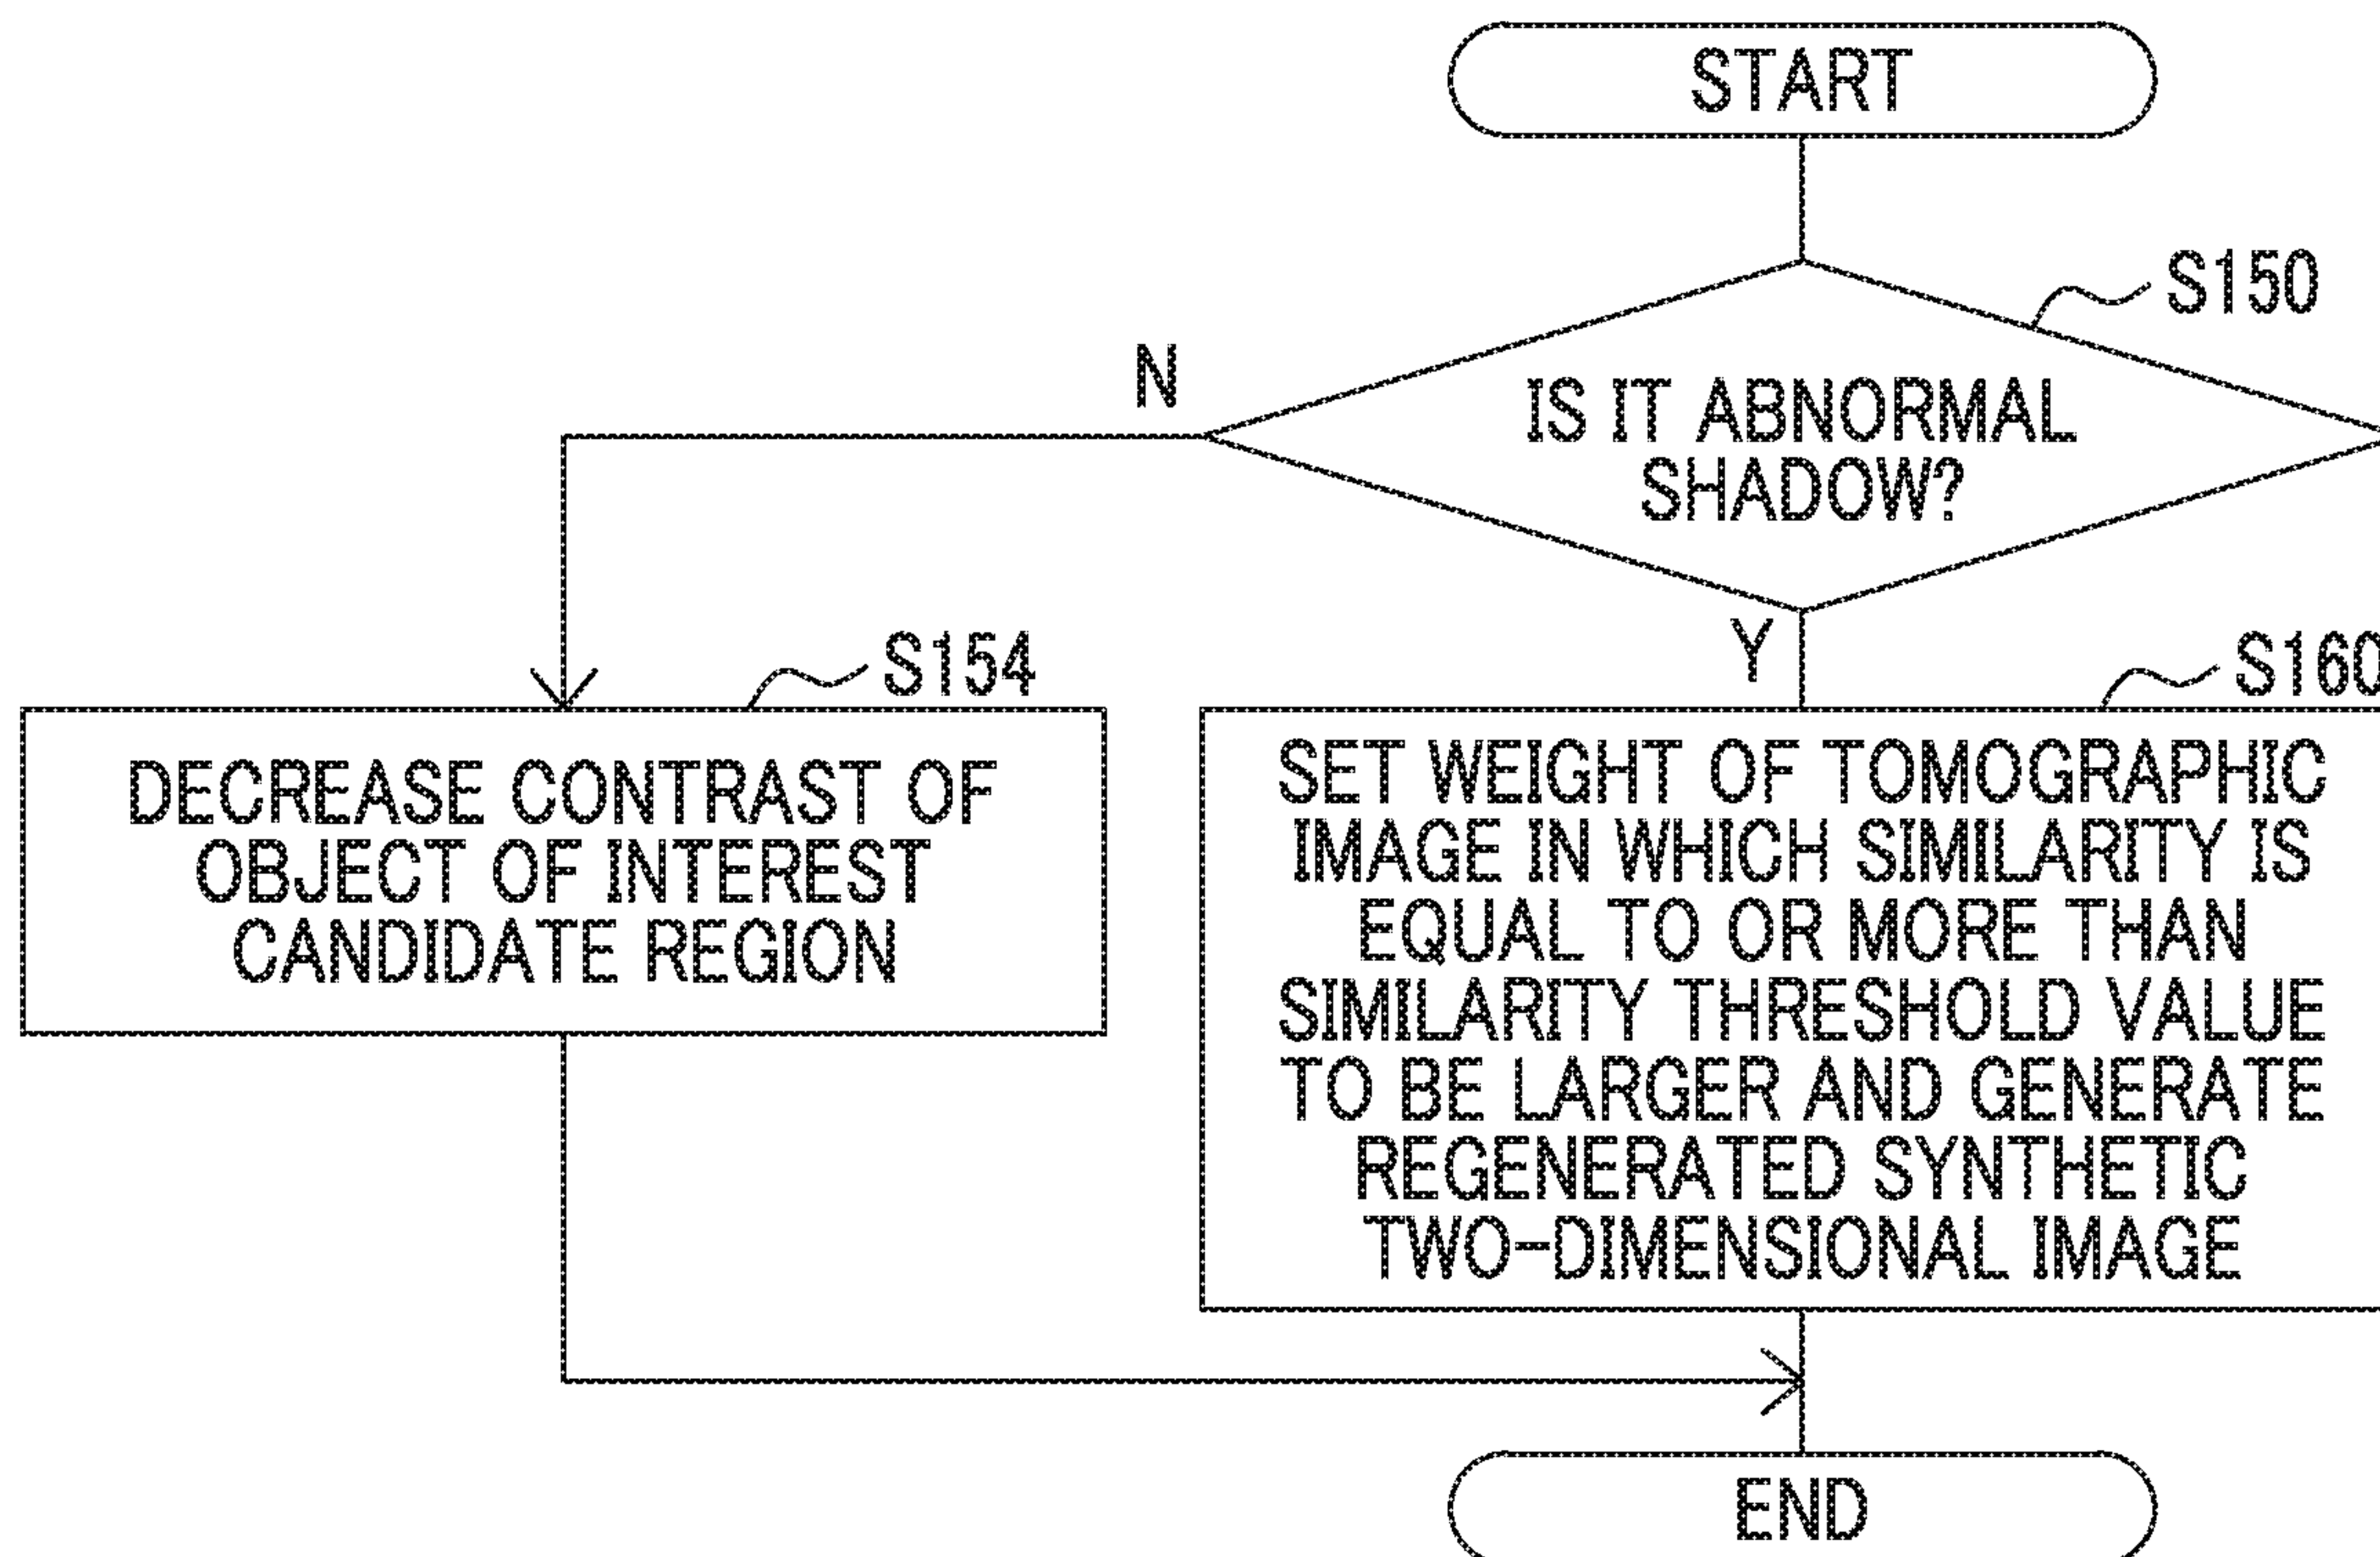 START
S150
N
IS IT ABNORMAL
SHADOW?
Y
S154
DECREASE CONTRAST OF
OBJECT OF INTEREST
CANDIDATE REGION
S160
SET WEIGHT OF TOMOGRAPHIC
IMAGE IN WHICH SIMILARITY IS
EQUAL TO OR MORE THAN
SIMILARITY THRESHOLD VALUE
TO BE LARGER AND GENERATE
REGENERATED SYNTHETIC
TWO-DIMENSIONAL IMAGE
END